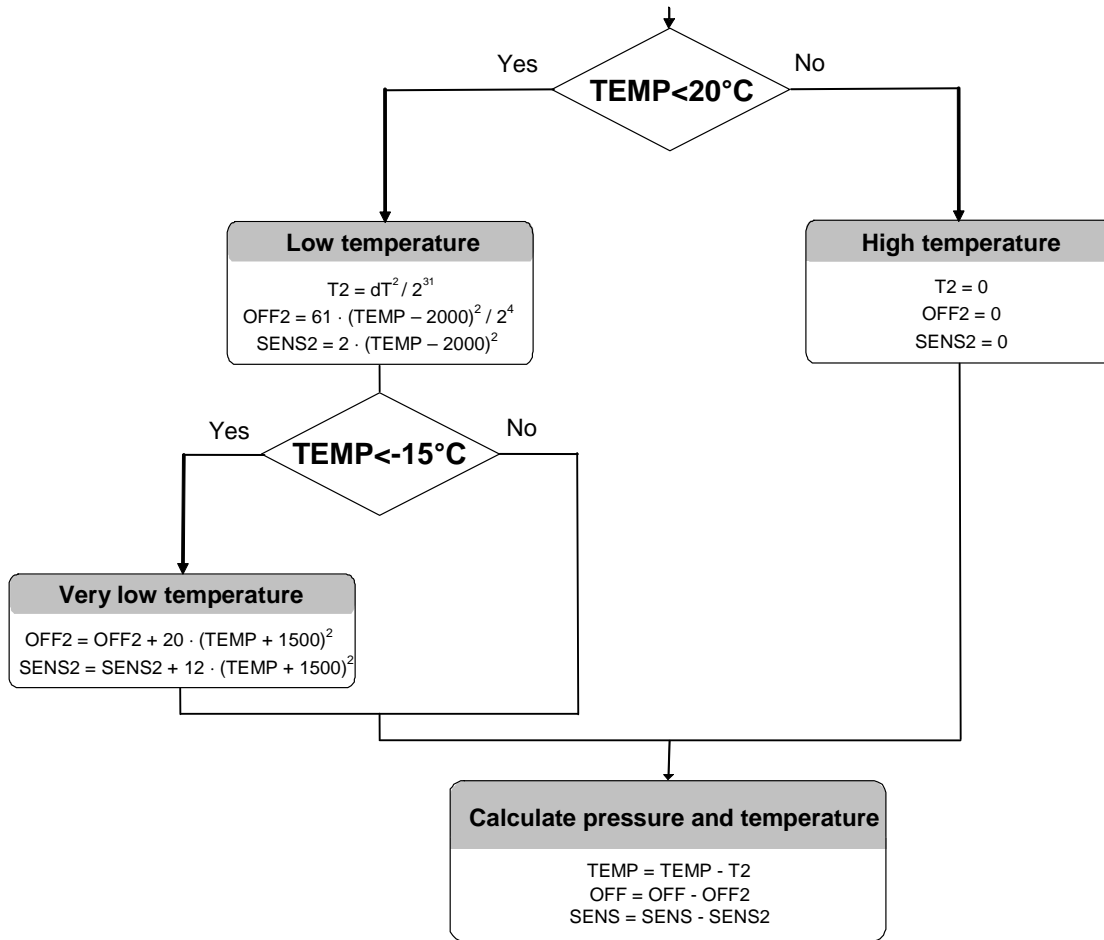 Yes
TEMP<20°C
No
Low temperature
T2 = dT² / 2³¹
OFF2 = 61 · (TEMP – 2000)² / 2⁴
SENS2 = 2 · (TEMP – 2000)²
High temperature
T2 = 0
OFF2 = 0
SENS2 = 0
Yes
TEMP<-15°C
No
Very low temperature
OFF2 = OFF2 + 20 · (TEMP + 1500)²
SENS2 = SENS2 + 12 · (TEMP + 1500)²
Calculate pressure and temperature
TEMP = TEMP - T2
OFF = OFF - OFF2
SENS = SENS - SENS2